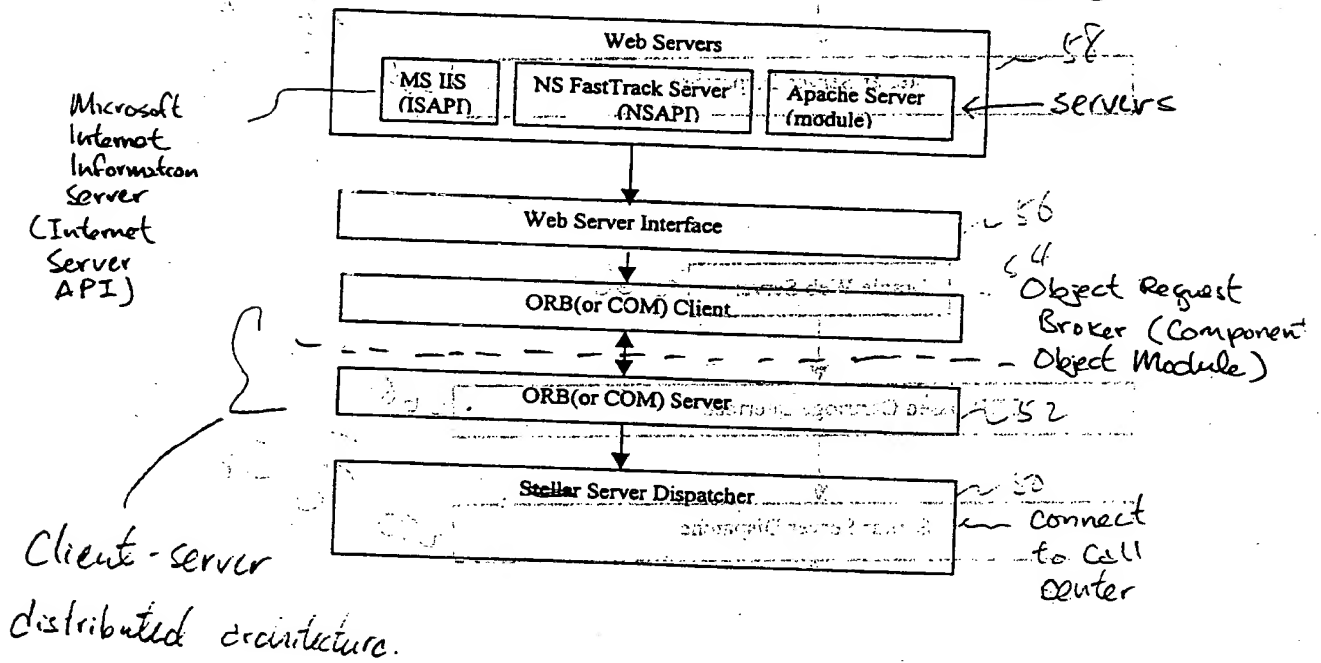 Web Servers
58
MS IIS
(ISAPI)
NS FastTrack Server
(NSAPI)
Apache Server
(module)
servers
Microsoft
Internet
Information
Server
(Internet
Server
API)
Web Server Interface
56
54
ORB(or COM) Client
Object Request
Broker (Component
Object Module)
ORB(or COM) Server
52
Stellar Server Dispatcher
50
connect
to call
center
Client-server
distributed architecture.